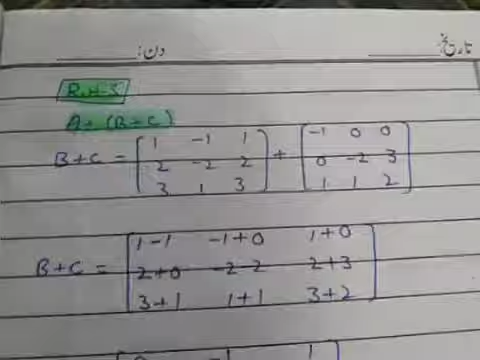 تاریخ: دن:
R.H.S
A + (B+C)
B+C = [1 -1 1] + [-1 0 0]
[2 -2 2] [0 -2 3]
[3 1 3] [1 1 2]
B+C = [1-1 -1+0 1+0]
[2+0 -2-2 2+3]
[3+1 1+1 3+2]